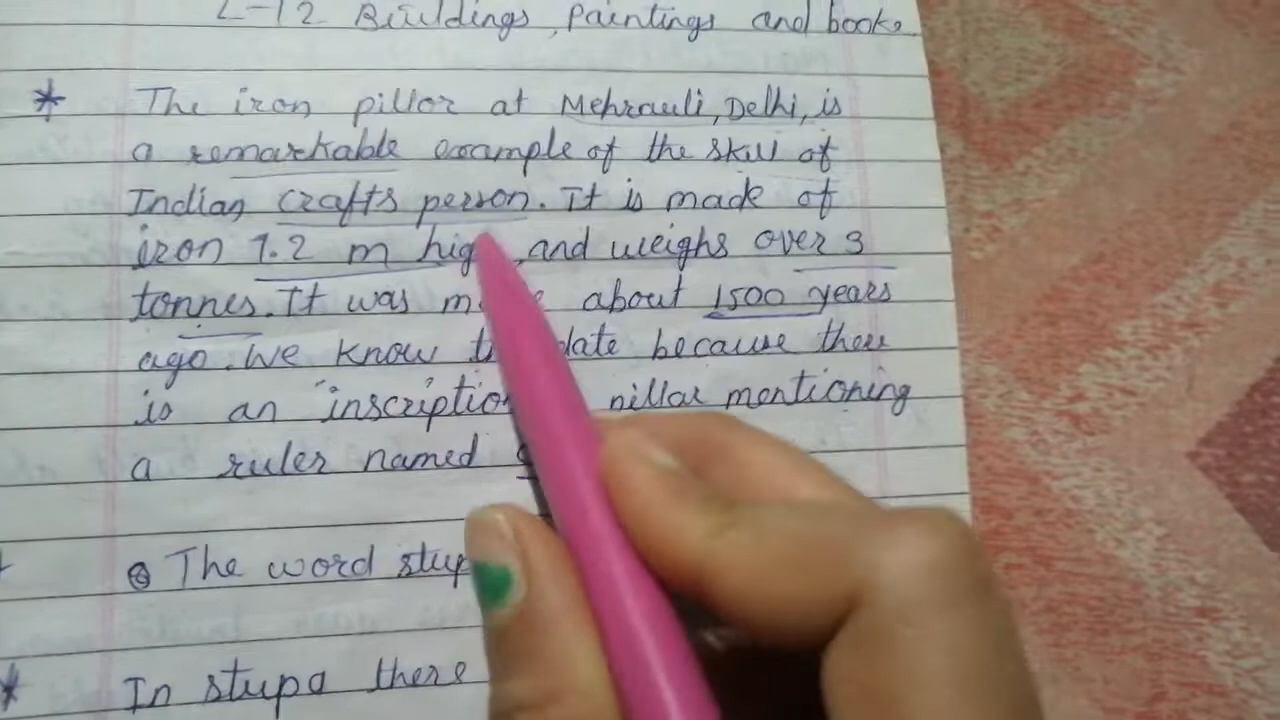 L-12 Buildings, Paintings and books
The iron pillor at Mehrauli, Delhi, is
a remarkable example of the skill of
Indian crafts person. It is made of
iron 7.2 m hig , and weighs over 3
tonnes. It was about 1500 years
ago. We know date because there
is an inscription pillar mentioning
a ruler named
The word stup
In stupa there